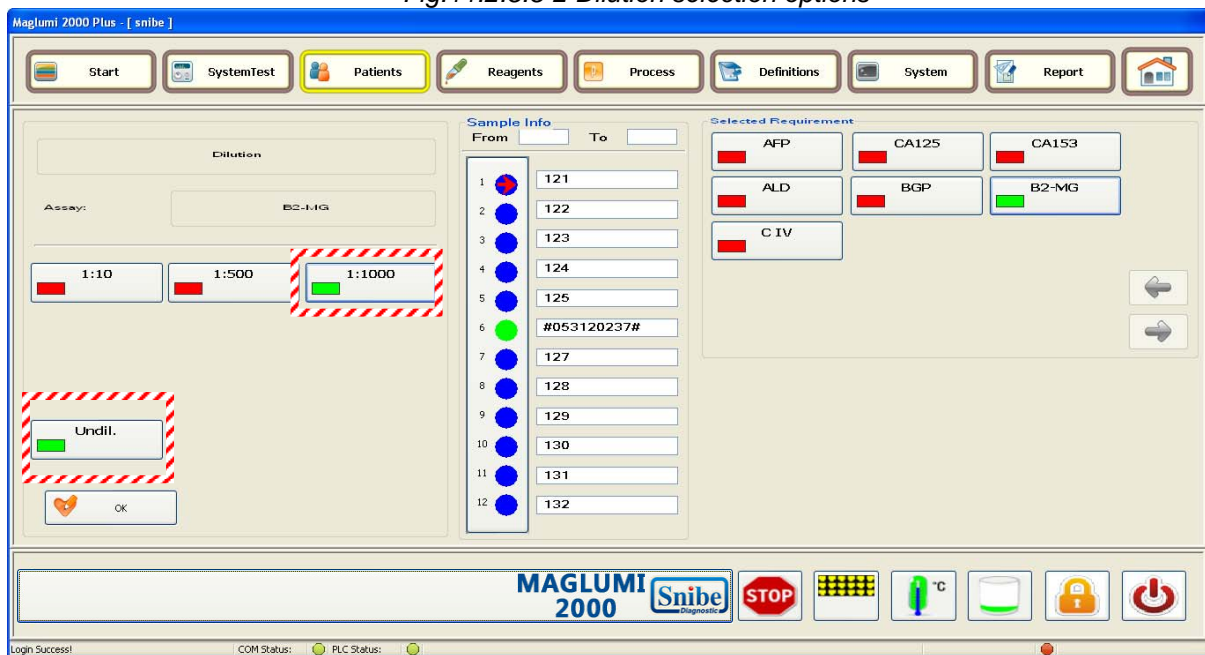 Maglumi 2000 Plus - [ snibe ]
Start
SystemTest
Patients
Reagents
Process
Definitions
System
Report
Dilution
Assay:
B2-MG
1:10
1:500
1:1000
Undil.
OK
Sample Info
From
To
1 121
2 122
3 123
4 124
5 125
6 #053120237#
7 127
8 128
9 129
10 130
11 131
12 132
Selected Requirement
AFP
CA125
CA153
ALD
BGP
B2-MG
C IV
MAGLUMI
2000
Snibe
Diagnostic
STOP
°C
Login Success!
COM Status:
PLC Status: